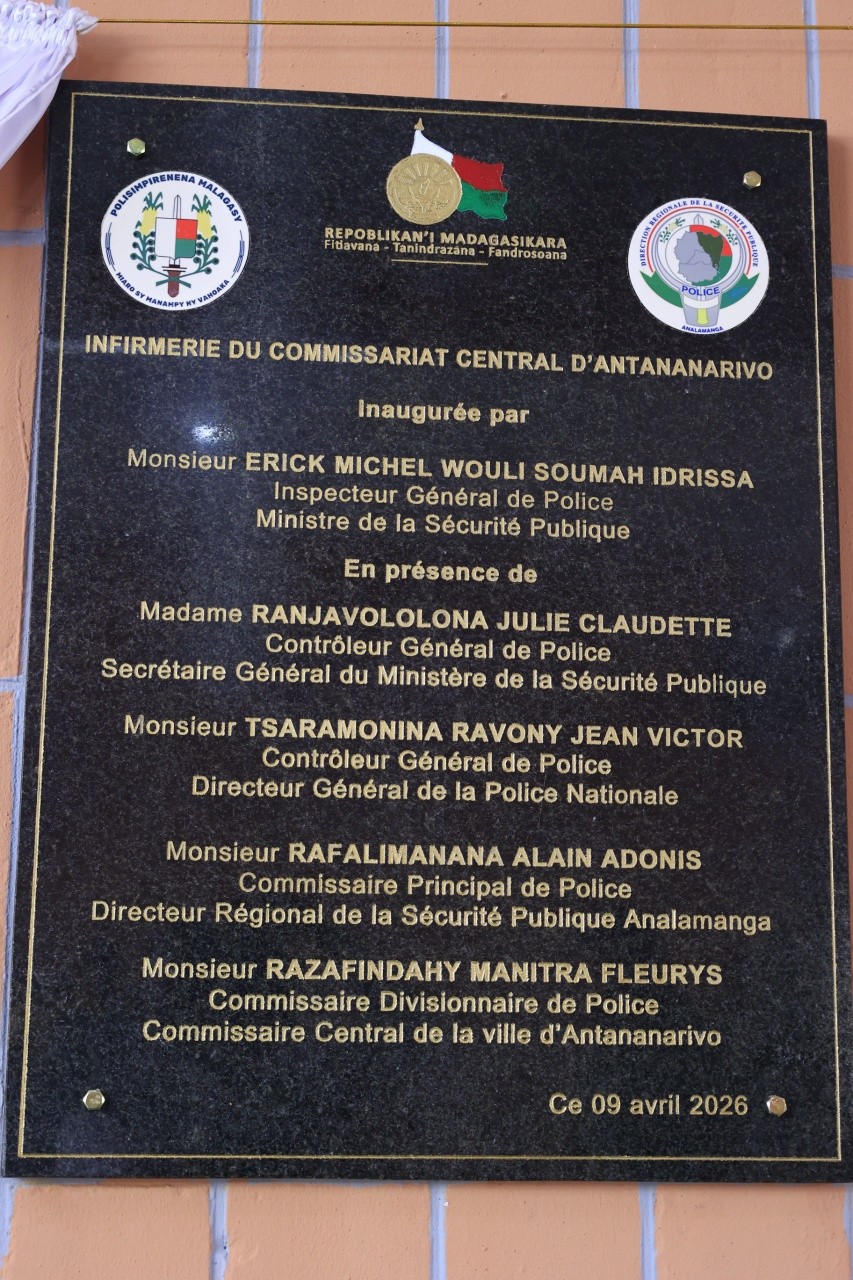 POLISIMPIRENENA MALAGASY
MIARO SY MANAMPY NY VAHOAKA
REPOBLIKAN'I MADAGASIKARA
Fitiavana - Tanindrazana - Fandrosoana
DIRECTION REGIONALE DE LA SECURITE PUBLIQUE
POLICE
ANALAMANGA
INFIRMERIE DU COMMISSARIAT CENTRAL D'ANTANANARIVO
Inaugurée par
Monsieur ERICK MICHEL WOULI SOUMAH IDRISSA
Inspecteur Général de Police
Ministre de la Sécurité Publique
En présence de
Madame RANJAVOLOLONA JULIE CLAUDETTE
Contrôleur Général de Police
Secrétaire Général du Ministère de la Sécurité Publique
Monsieur TSARAMONINA RAVONY JEAN VICTOR
Contrôleur Général de Police
Directeur Général de la Police Nationale
Monsieur RAFALIMANANA ALAIN ADONIS
Commissaire Principal de Police
Directeur Régional de la Sécurité Publique Analamanga
Monsieur RAZAFINDAHY MANITRA FLEURYS
Commissaire Divisionnaire de Police
Commissaire Central de la ville d'Antananarivo
Ce 09 avril 2026